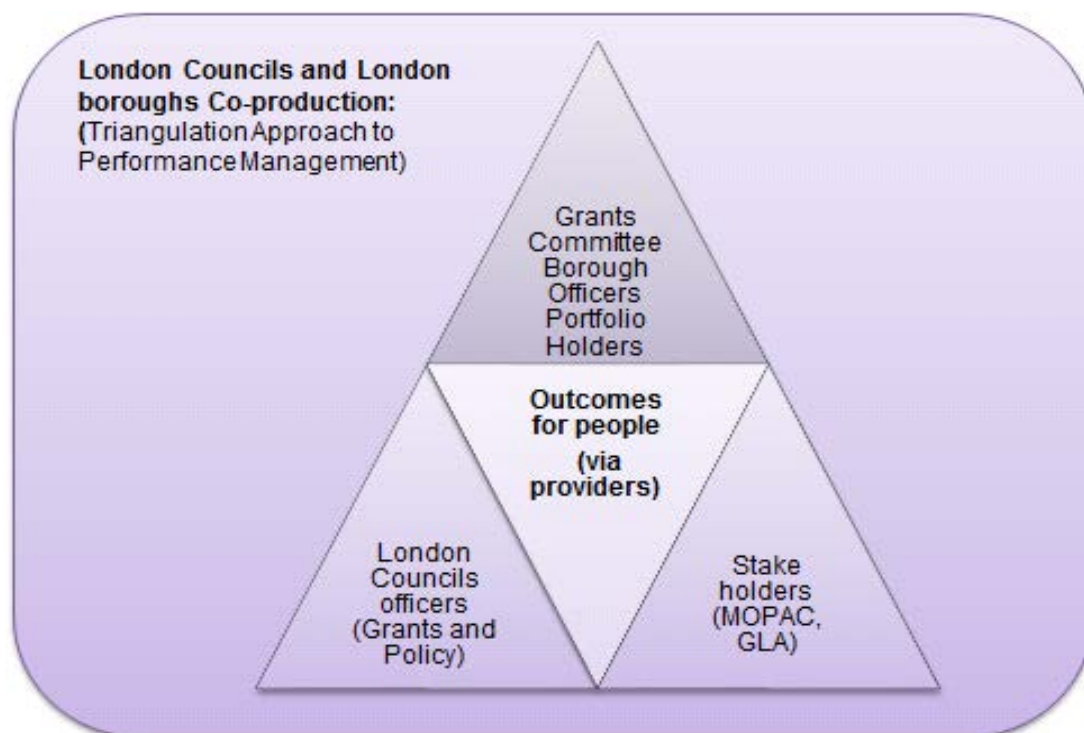 London Councils and London
boroughs Co-production:
(Triangulation Approach to
Performance Management)
Grants
Committee
Borough
Officers
Portfolio
Holders
Outcomes
for people
(via
providers)
London
Councils
officers
(Grants and
Policy)
Stake
holders
(MOPAC,
GLA)